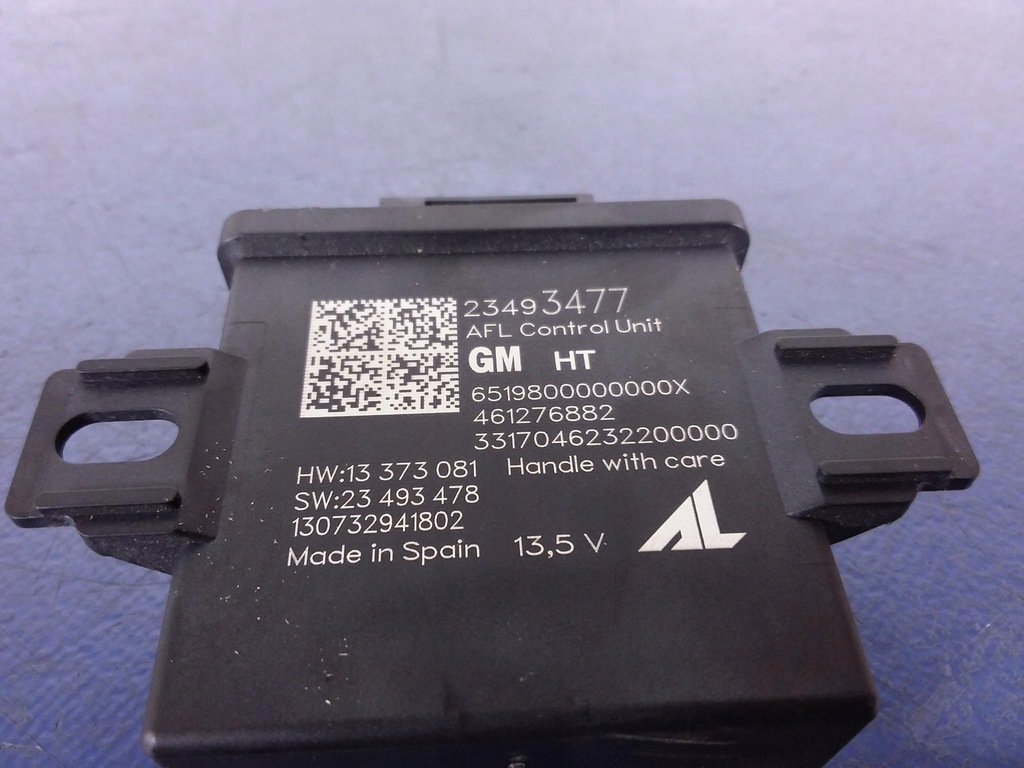 23493477
AFL Control Unit
GM HT
6519800000000X
461276882
3317046232200000
HW:13 373 081 Handle with care
SW:23 493 478
130732941802
Made in Spain 13,5 V AL